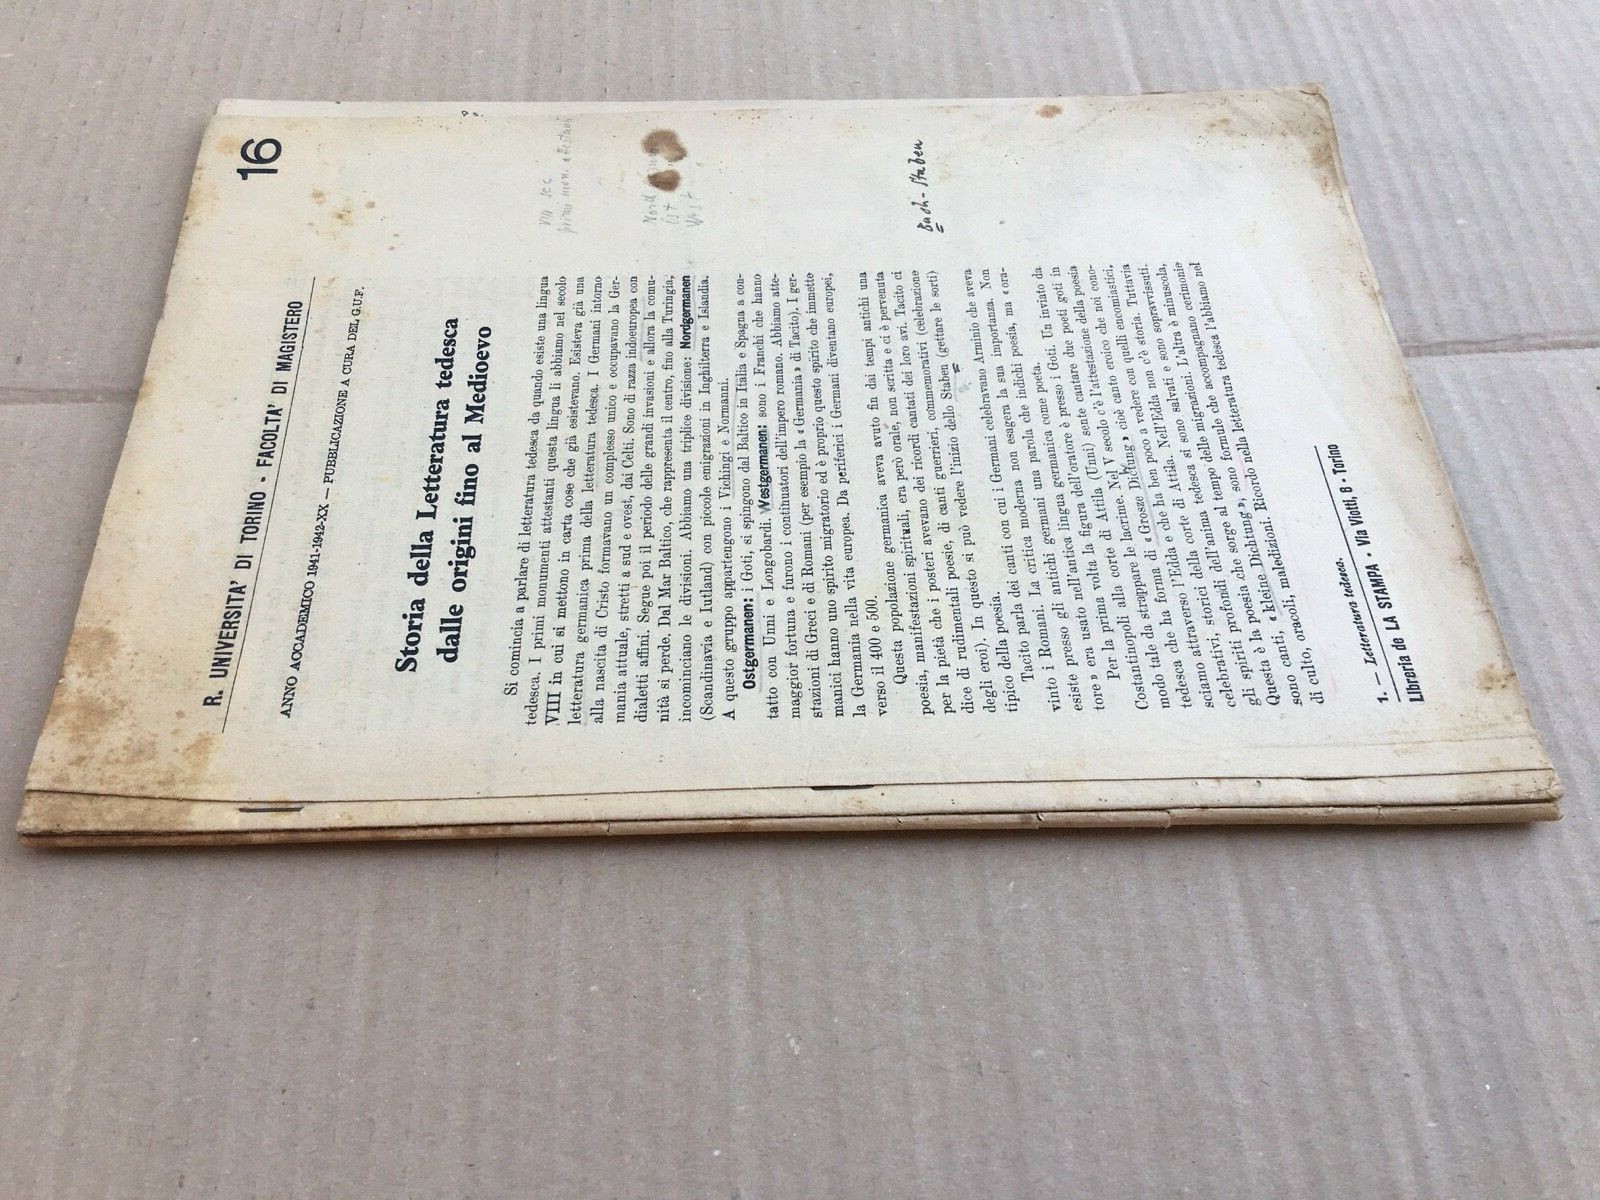 16
R. UNIVERSITA' DI TORINO - FACOLTA' DI MAGISTERO
ANNO ACCADEMICO 1941-1942-XX — PUBBLICAZIONE A CURA DEL G.U.F.
Storia della Letteratura tedesca
dalle origini fino al Medioevo
Si comincia a parlare di letteratura tedesca da quando esiste una lingua
tedesca. I primi monumenti attestanti questa lingua li abbiamo nel secolo
VIII in cui si mettono in carta cose che già esistevano. Esisteva già una
letteratura germanica prima della letteratura tedesca. I Germani intorno
alla nascita di Cristo formavano un complesso unico e occupavano la Ger-
mania attuale, stretti a sud e ovest, dai Celti. Sono di razza indoeuropea con
dialetti affini. Segue poi il periodo delle grandi invasioni e allora la comu-
nità si perde. Dal Mar Baltico, che rappresenta il centro, fino alla Turingia,
incominciano le divisioni. Abbiamo una triplice divisione: Nordgermanen
(Scandinavia e Iutland) con piccole emigrazioni in Inghilterra e Islandia.
A questo gruppo appartengono i Vichingi e Normanni.
Ostgermanen: i Goti, si spingono dal Baltico in Italia e Spagna a con-
tatto con Unni e Longobardi. Westgermanen: sono i Franchi che hanno
maggior fortuna e furono i continuatori dell'impero romano. Abbiamo atte-
stazioni di Greci e di Romani (per esempio la «Germania» di Tacito). I ger-
manici hanno uno spirito migratorio ed è proprio questo spirito che immette
la Germania nella vita europea. Da periferici i Germani diventano europei,
verso il 400 e 500.
Questa popolazione germanica aveva avuto fin dai tempi antichi una
poesia, manifestazioni spirituali, era però orale, non scritta e ci è pervenuta
per la pietà che i posteri avevano dei ricordi cantati dei loro avi. Tacito ci
dice di rudimentali poesie, di canti guerrieri, commemorativi (celebrazione
degli eroi). In questo si può vedere l'inizio dello Staben (gettare le sorti)
tipico della poesia.
Tacito parla dei canti con cui i Germani celebravano Arminio che aveva
vinto i Romani. La critica moderna non esagera la sua importanza. Non
esiste presso gli antichi germani una parola che indichi poesia, ma «ora-
tore» era usato nell'antica lingua germanica come poeta.
Per la prima volta la figura dell'oratore è presso i Goti. Un inviato da
Costantinopoli alla corte di Attila (Unni) sente cantare due poeti goti in
modo tale da strappare le lacrime. Nel V secolo c'è l'attestazione della poesia
tedesca che ha forma di «Grosze Dichtung» cioè canto eroico che noi cono-
sciamo attraverso l'Edda e che ha ben poco a vedere con quelli encomiastici,
celebrativi, storici della corte di Attila. Nell'Edda non c'è storia. Tuttavia
gli spiriti profondi dell'anima tedesca si sono salvati e sono sopravvissuti.
Questa è la poesia che sorge al tempo delle migrazioni. L'altra è minuscola,
sono canti, «kleine Dichtung»; sono formule che accompagnano cerimonie
di culto, oracoli, maledizioni. Ricordo nella letteratura tedesca l'abbiamo nel
1. — Letteratura tedesca.
Libreria de LA STAMPA - Via Viotti, 6 - Torino
VIII sec
Nord
Ost
West
Buch-Staben